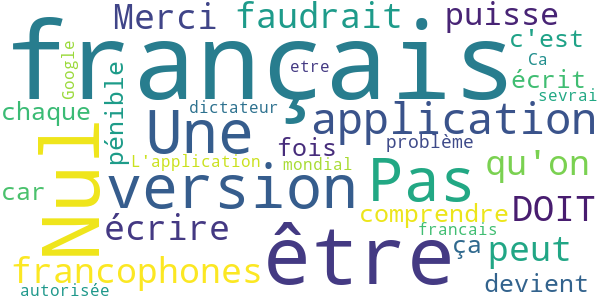 Merci faudrait puisse
français c'est
Google etre Ca
écrit
chaque pénible dictateur sevrai
Nul Une application
fois problème
L'application mondial qu'on
car version Pas
comprendre DOIT
écrire francais
être ça peut
francophones
autorisée devient